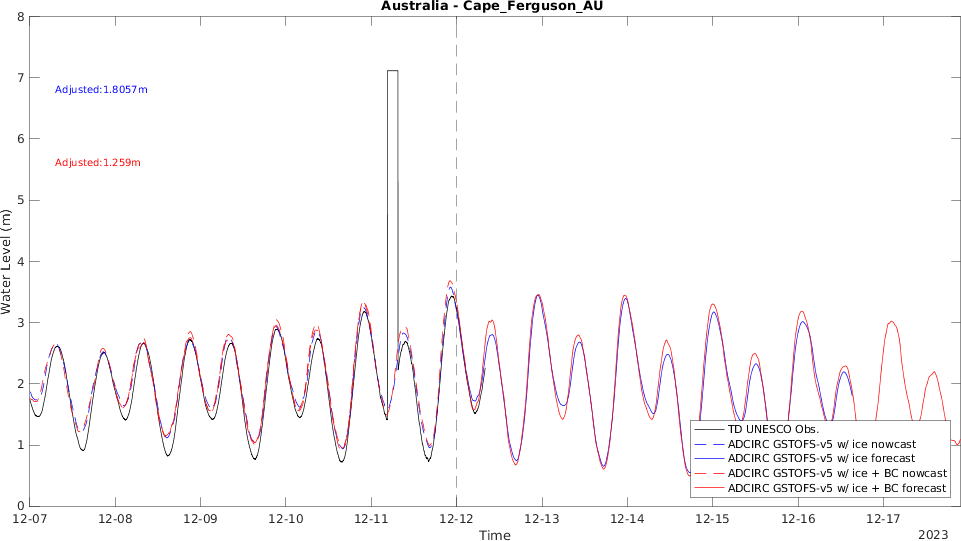 Australia - Cape_Ferguson_AU
8
7
6
5
4
3
2
1
0
Water Level (m)
Adjusted:1.8057m
Adjusted:1.259m
TD UNESCO Obs.
ADCIRC GSTOFS-v5 w/ ice nowcast
ADCIRC GSTOFS-v5 w/ ice forecast
ADCIRC GSTOFS-v5 w/ ice + BC nowcast
ADCIRC GSTOFS-v5 w/ ice + BC forecast
12-07 12-08 12-09 12-10 12-11 12-12 12-13 12-14 12-15 12-16 12-17
Time
2023